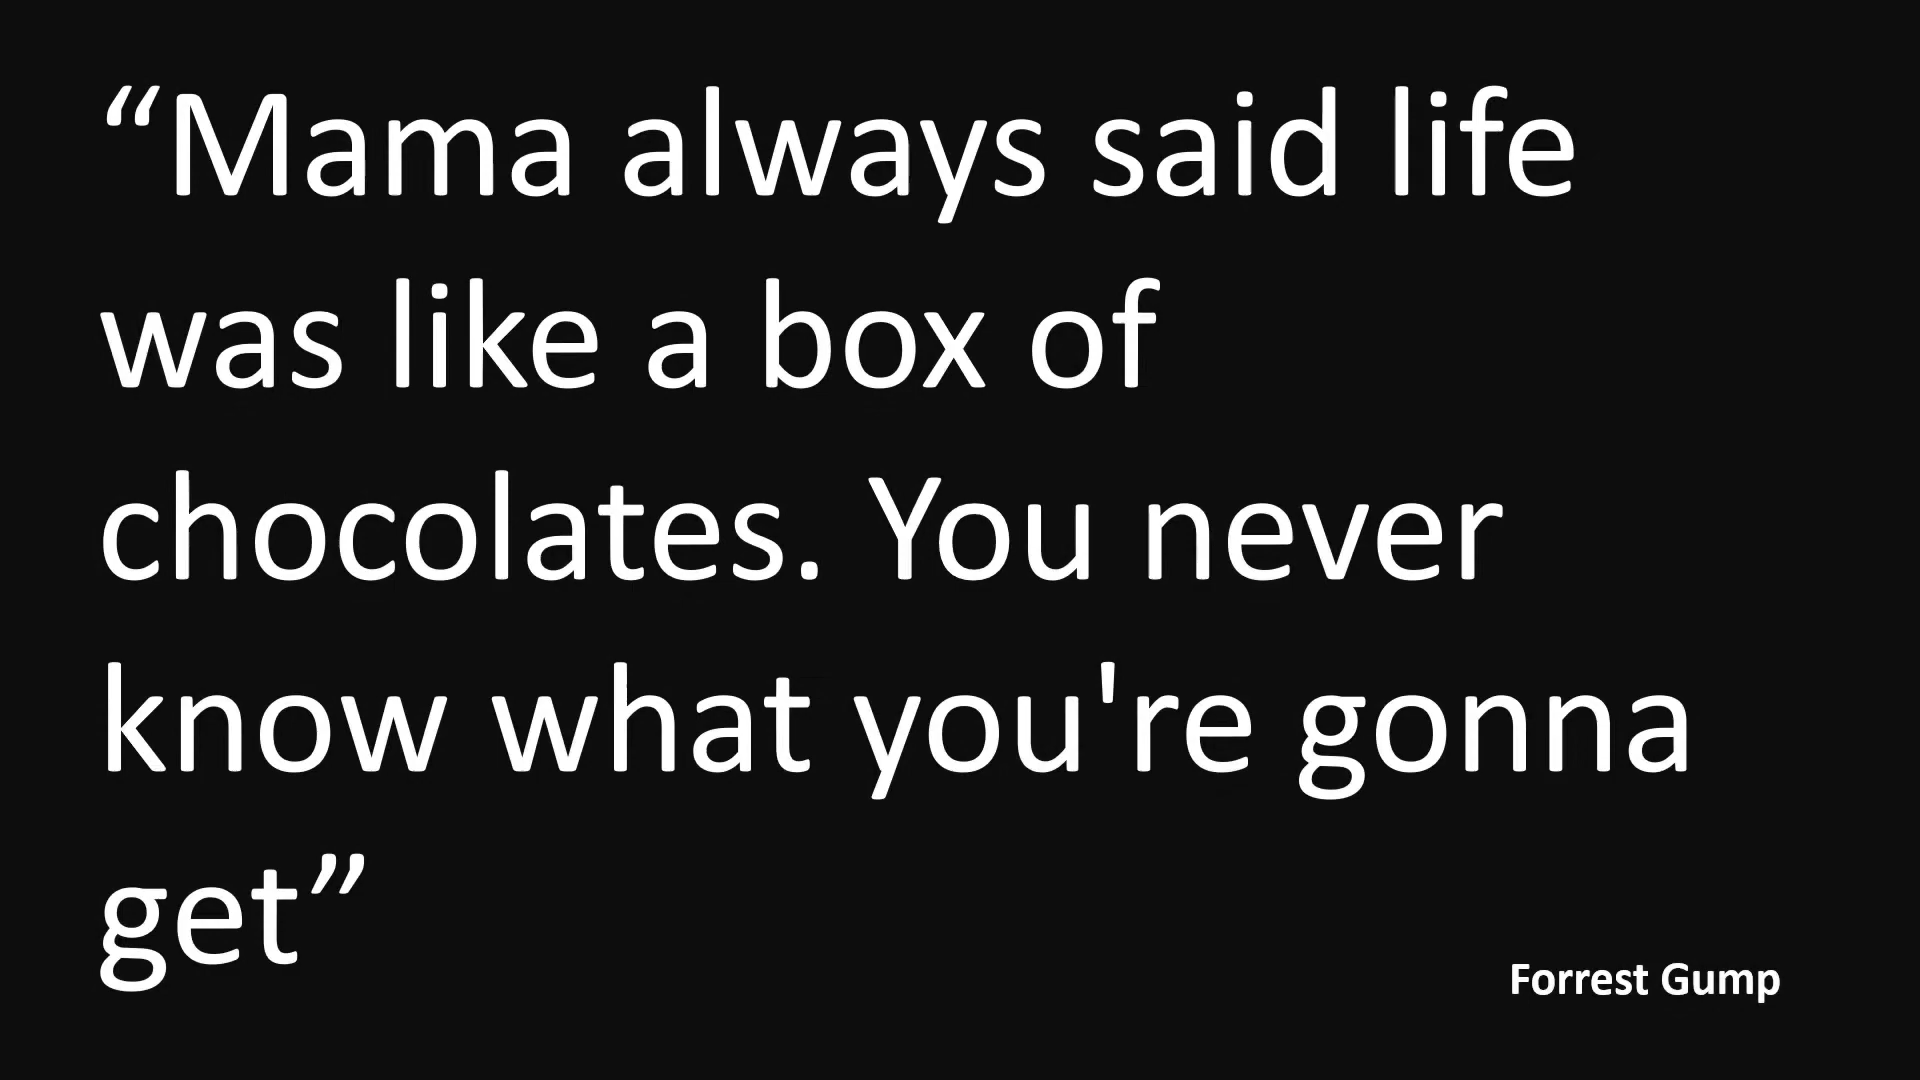 “Mama always said life
was like a box of
chocolates. You never
know what you're gonna
get”
Forrest Gump